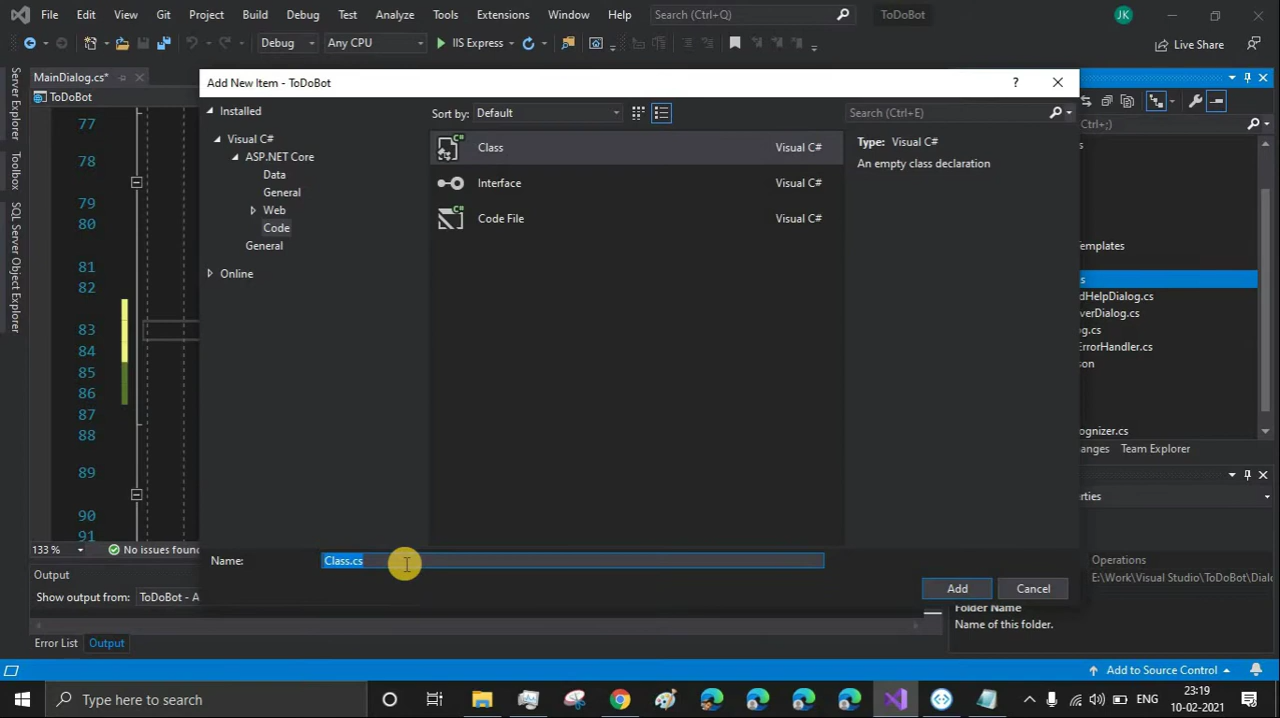 File Edit View Git Project Build Debug Test Analyze Tools Extensions Window Help Search (Ctrl+Q) ToDoBot JK
Debug Any CPU IIS Express Live Share
MainDialog.cs*
ToDoBot
Server Explorer
Toolbox
SQL Server Object Explorer
77
78
79
80
81
82
83
84
85
86
87
88
89
90
91
Add New Item - ToDoBot ?
Installed
Visual C#
ASP.NET Core
Data
General
Web
Code
General
Online
Sort by: Default
Class Visual C#
Interface Visual C#
Code File Visual C#
Search (Ctrl+E)
Type: Visual C#
An empty class declaration
Name: Class.cs
Add Cancel
Ctrl+;)
s
emplates
s
dHelpDialog.cs
verDialog.cs
og.cs
ErrorHandler.cs
on
ognizer.cs
anges Team Explorer
erties
Operations
E:\Work\Visual Studio\ToDoBot\Dialo
Folder Name
Name of this folder.
133 % No issues found
Output
Show output from: ToDoBot - A
Error List Output
Add to Source Control
Type here to search
ENG
23:19
10-02-2021